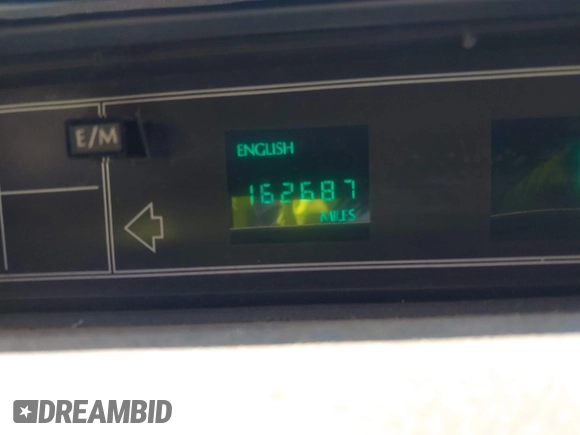 E/M
ENGLISH
162687
MILES
DREAMBID